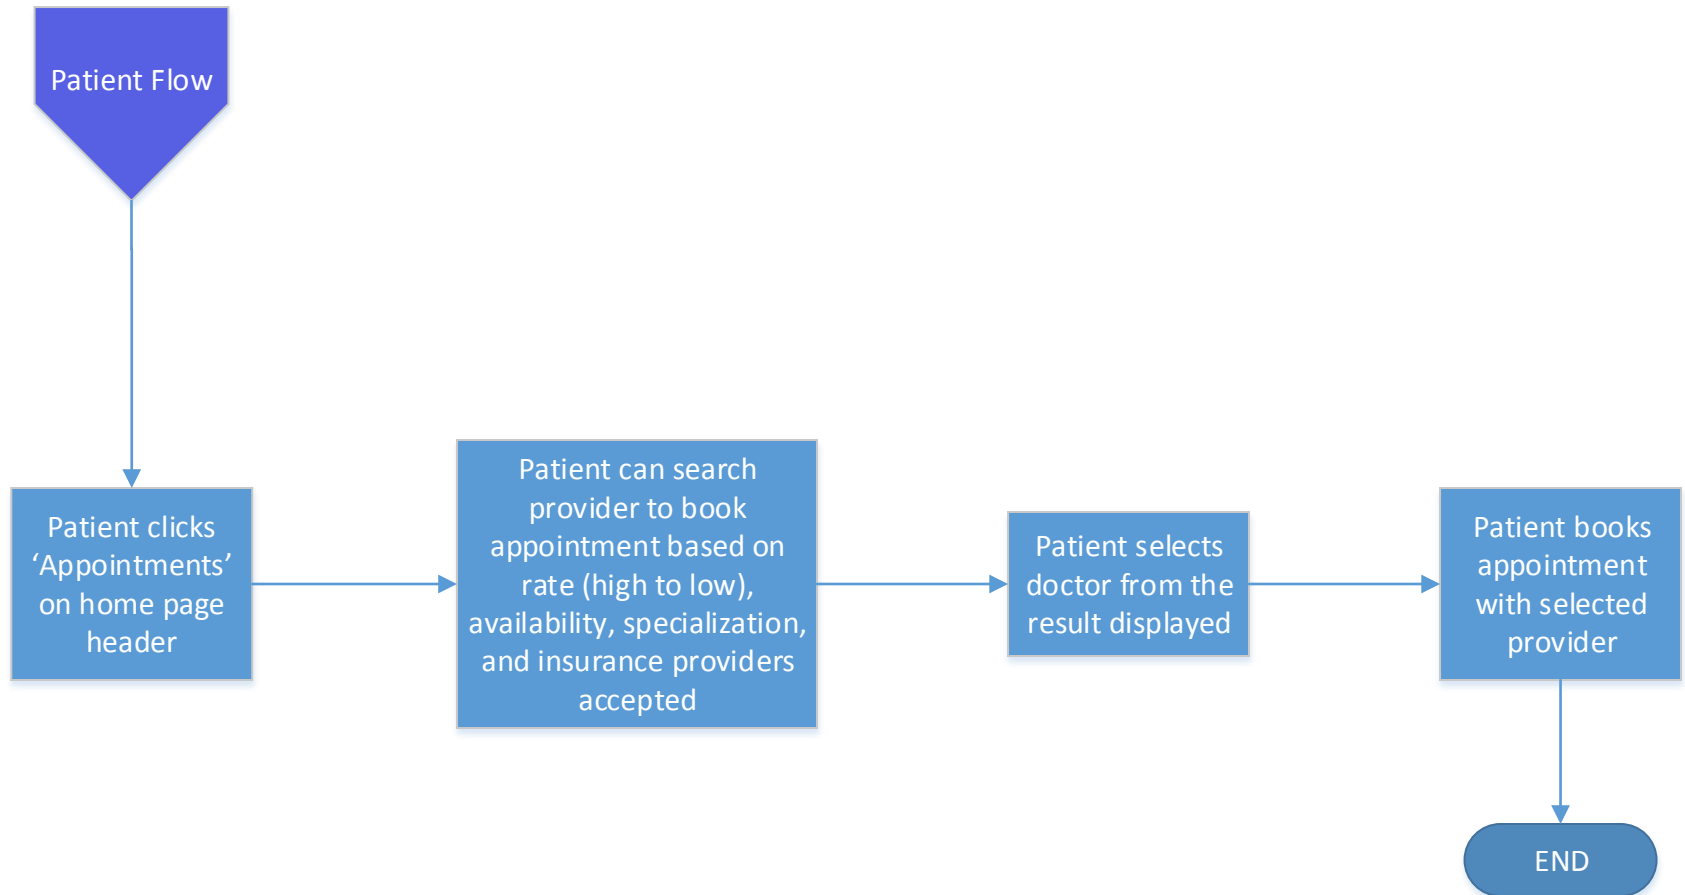 Patient Flow
Patient clicks
‘Appointments’
on home page
header
Patient can search
provider to book
appointment based on
rate (high to low),
availability, specialization,
and insurance providers
accepted
Patient selects
doctor from the
result displayed
Patient books
appointment
with selected
provider
END